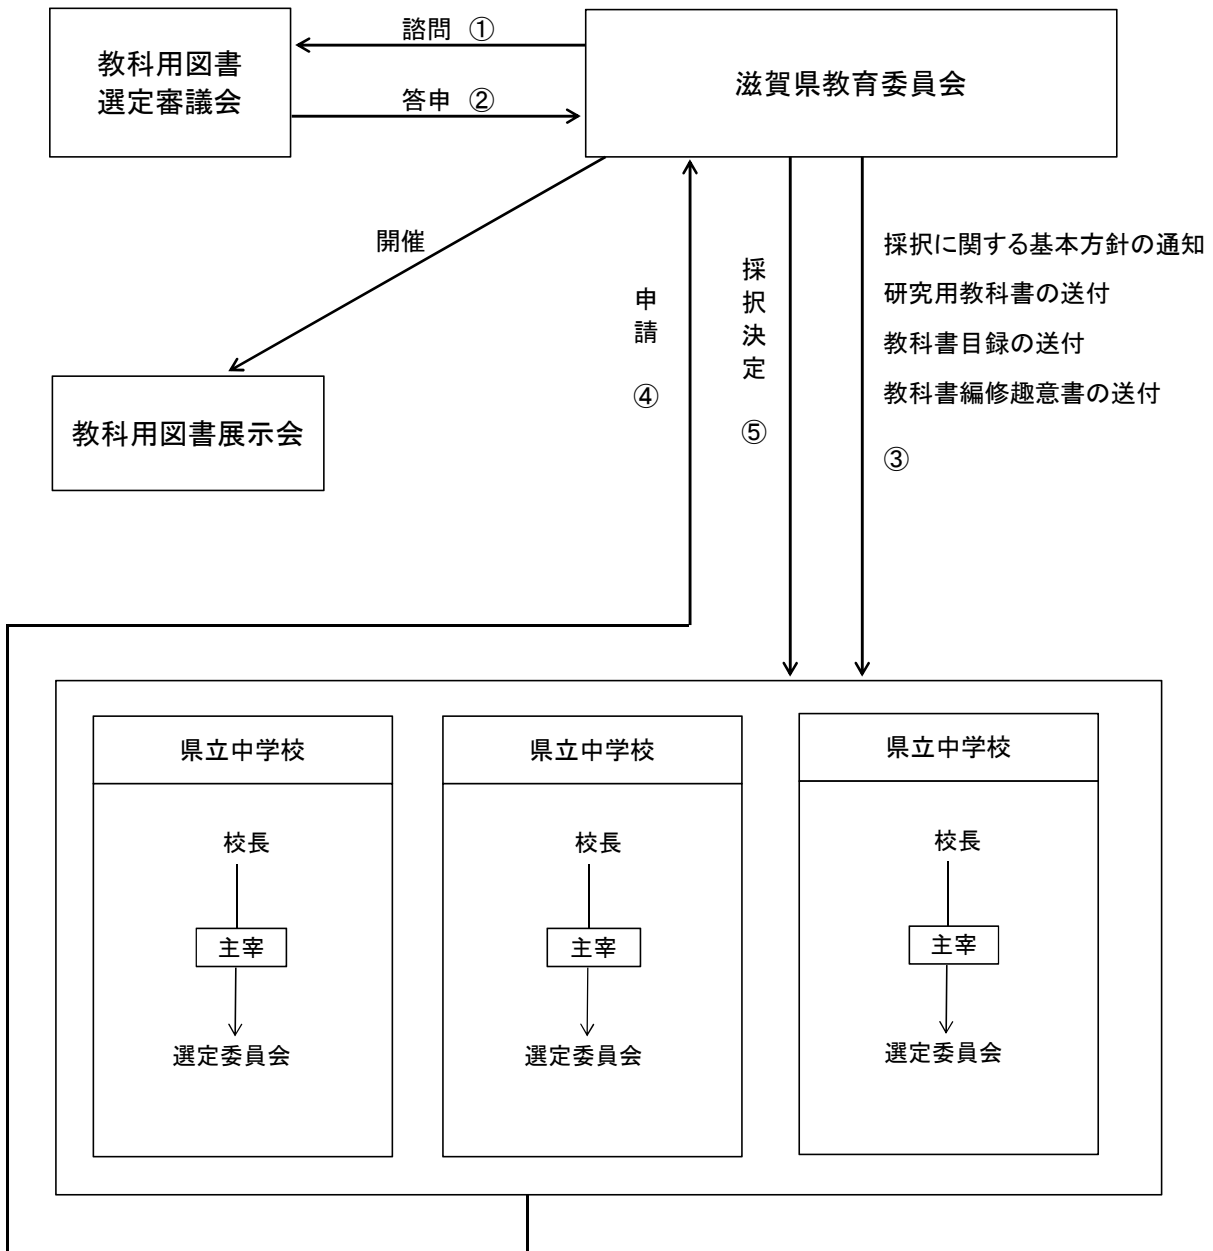 諮問 ①
教科用図書
選定審議会
滋賀県教育委員会
答申 ②
開催
採択に関する基本方針の通知
研究用教科書の送付
教科書目録の送付
教科書編修趣意書の送付
③
申請 ④
採択決定 ⑤
教科用図書展示会
県立中学校
校長
主宰
選定委員会
県立中学校
校長
主宰
選定委員会
県立中学校
校長
主宰
選定委員会